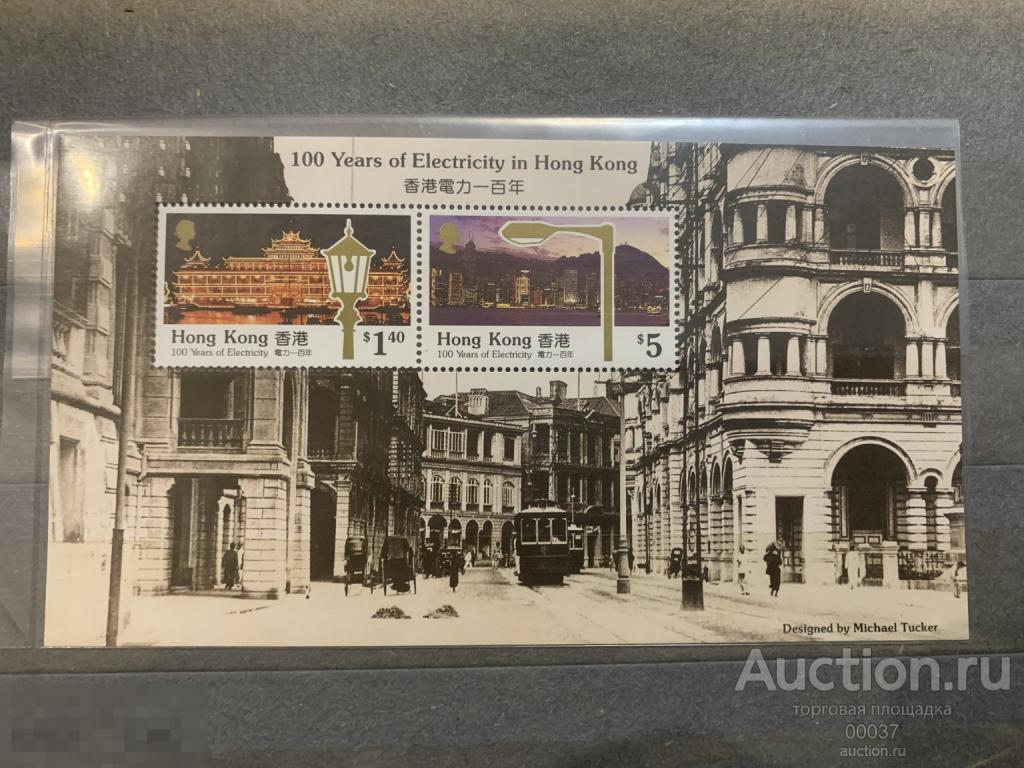 100 Years of Electricity in Hong Kong
香港電力一百年
Hong Kong 香港 $1.40
100 Years of Electricity 電力一百年
Hong Kong 香港 $5
100 Years of Electricity 電力一百年
Designed by Michael Tucker
Auction.ru
торговая площадка
00037
auction.ru